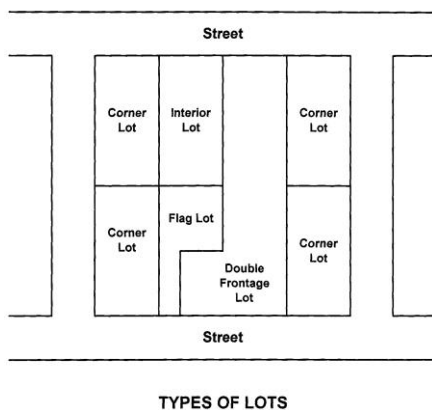 Street
Corner
Lot
Interior
Lot
Corner
Lot
Corner
Lot
Flag Lot
Corner
Lot
Double
Frontage
Lot
Street
TYPES OF LOTS